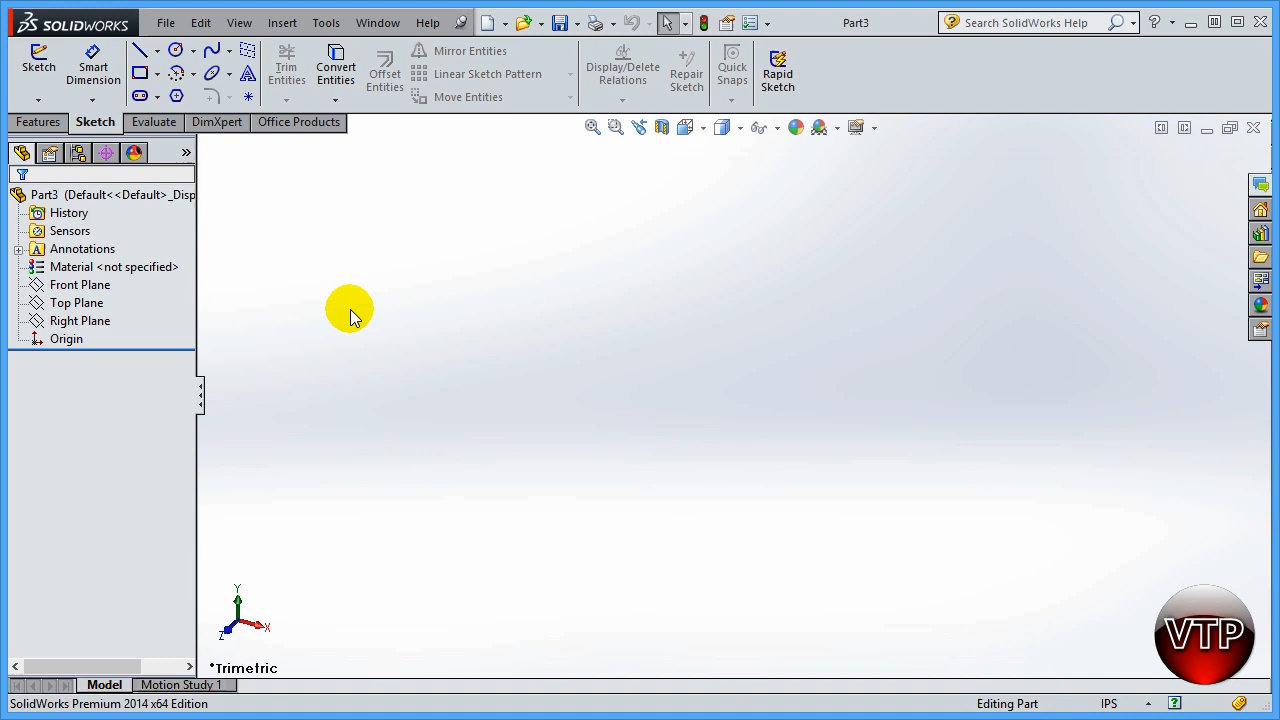 SOLIDWORKS File Edit View Insert Tools Window Help Part3 Search SolidWorks Help
Sketch
Smart Dimension
Trim Entities
Convert Entities
Offset Entities
Mirror Entities
Linear Sketch Pattern
Move Entities
Display/Delete Relations
Repair Sketch
Quick Snaps
Rapid Sketch
Features Sketch Evaluate DimXpert Office Products
Part3 (Default<<Default>_Disp
History
Sensors
Annotations
Material <not specified>
Front Plane
Top Plane
Right Plane
Origin
Y
X
Z
*Trimetric
VTP
Model Motion Study 1
SolidWorks Premium 2014 x64 Edition Editing Part IPS